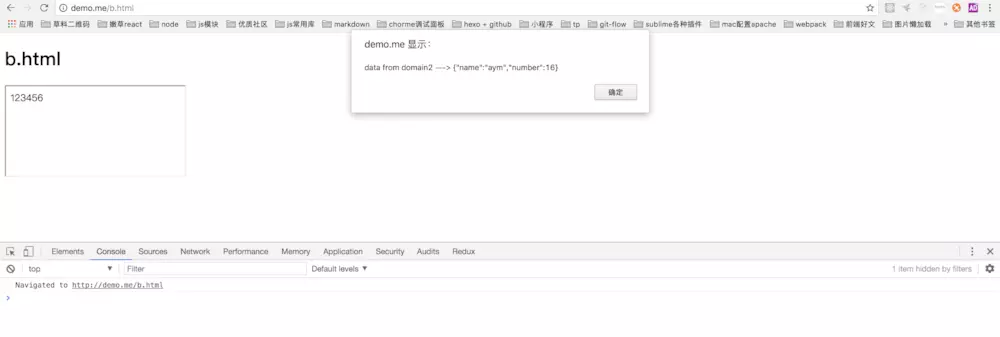 demo.me/b.html
应用 草料二维码 懒草react node js模块 优质社区 js常用库 markdown chorme调试面板 hexo + github 小程序 tp git-flow sublime各种插件 mac配置apache webpack 前端好文 图片懒加载 » 其他书签
demo.me 显示：
data from domain2 ---> {"name":"aym","number":16}
确定
b.html
123456
Elements Console Sources Network Performance Memory Application Security Audits Redux
top Filter Default levels 1 item hidden by filters
Navigated to http://demo.me/b.html